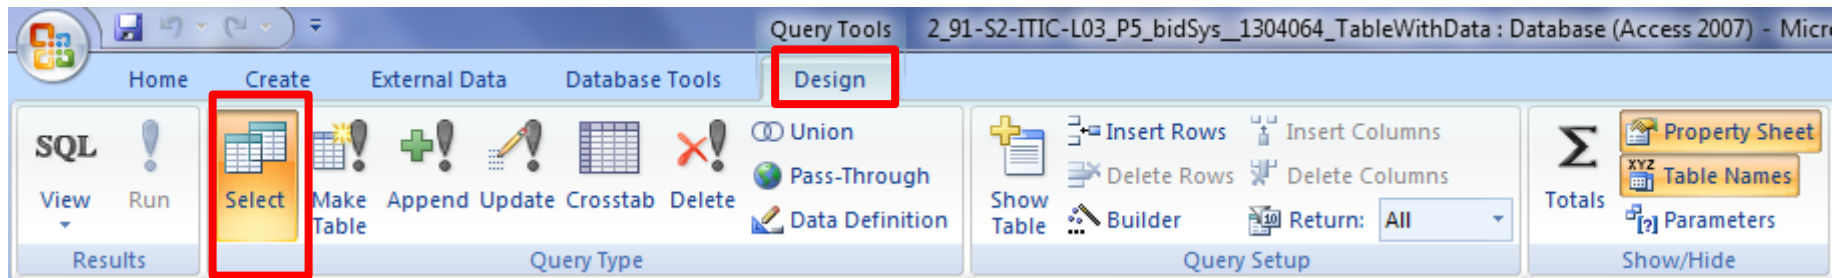 Query Tools 2_91-S2-ITIC-L03_P5_bidSys__1304064_TableWithData : Database (Access 2007) - Micr
Home Create External Data Database Tools Design
SQL
View
Run
Results
Select
Make
Table
Append
Update
Crosstab
Delete
Union
Pass-Through
Data Definition
Query Type
Show
Table
Insert Rows
Delete Rows
Builder
Insert Columns
Delete Columns
Return: All
Query Setup
Σ
Totals
Property Sheet
XYZ
Table Names
[?] Parameters
Show/Hide